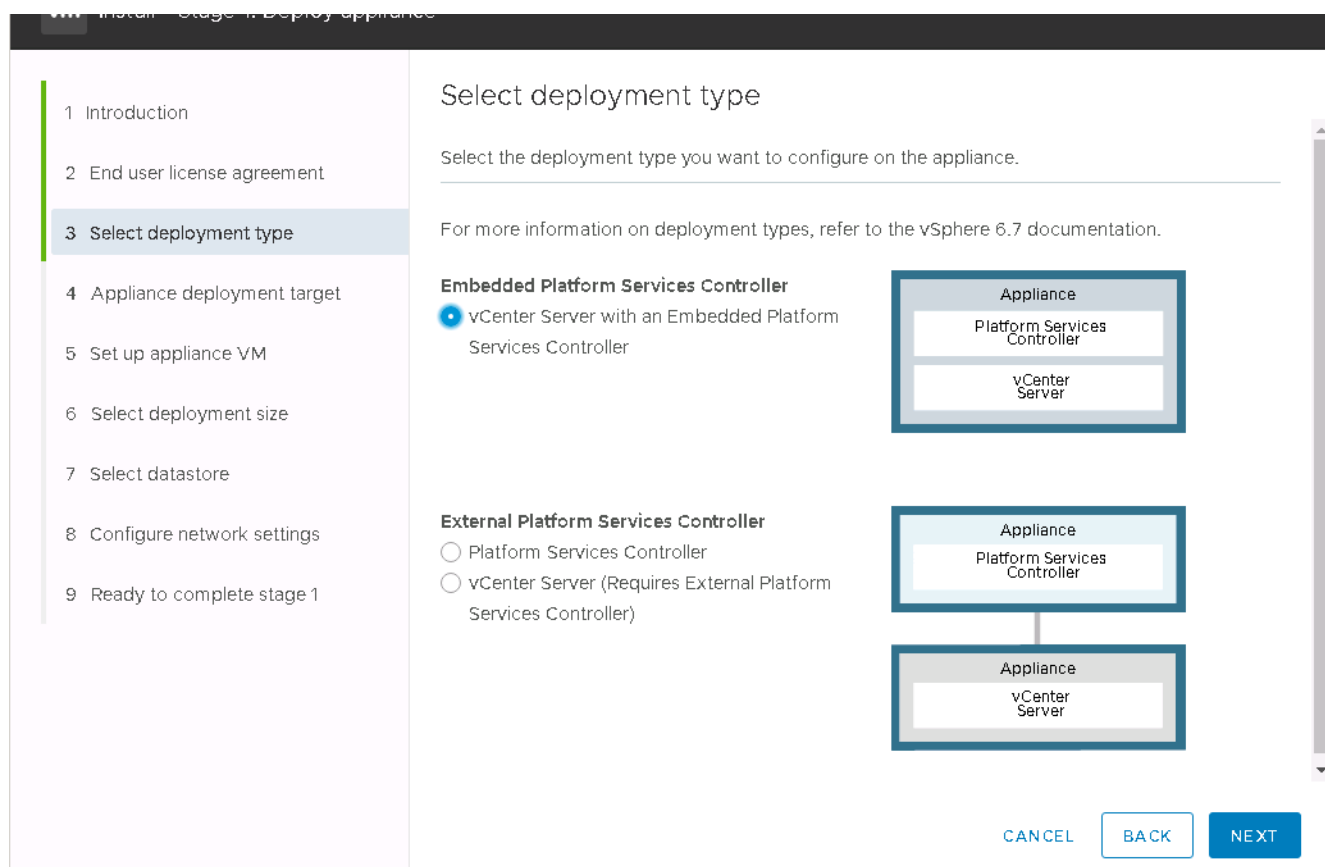 Install - Stage 1: Deploy appliance
1 Introduction
2 End user license agreement
3 Select deployment type
4 Appliance deployment target
5 Set up appliance VM
6 Select deployment size
7 Select datastore
8 Configure network settings
9 Ready to complete stage 1
Select deployment type
Select the deployment type you want to configure on the appliance.
For more information on deployment types, refer to the vSphere 6.7 documentation.
Embedded Platform Services Controller
vCenter Server with an Embedded Platform
Services Controller
Appliance
Platform Services
Controller
vCenter
Server
External Platform Services Controller
Platform Services Controller
vCenter Server (Requires External Platform
Services Controller)
Appliance
Platform Services
Controller
Appliance
vCenter
Server
CANCEL
BACK
NEXT